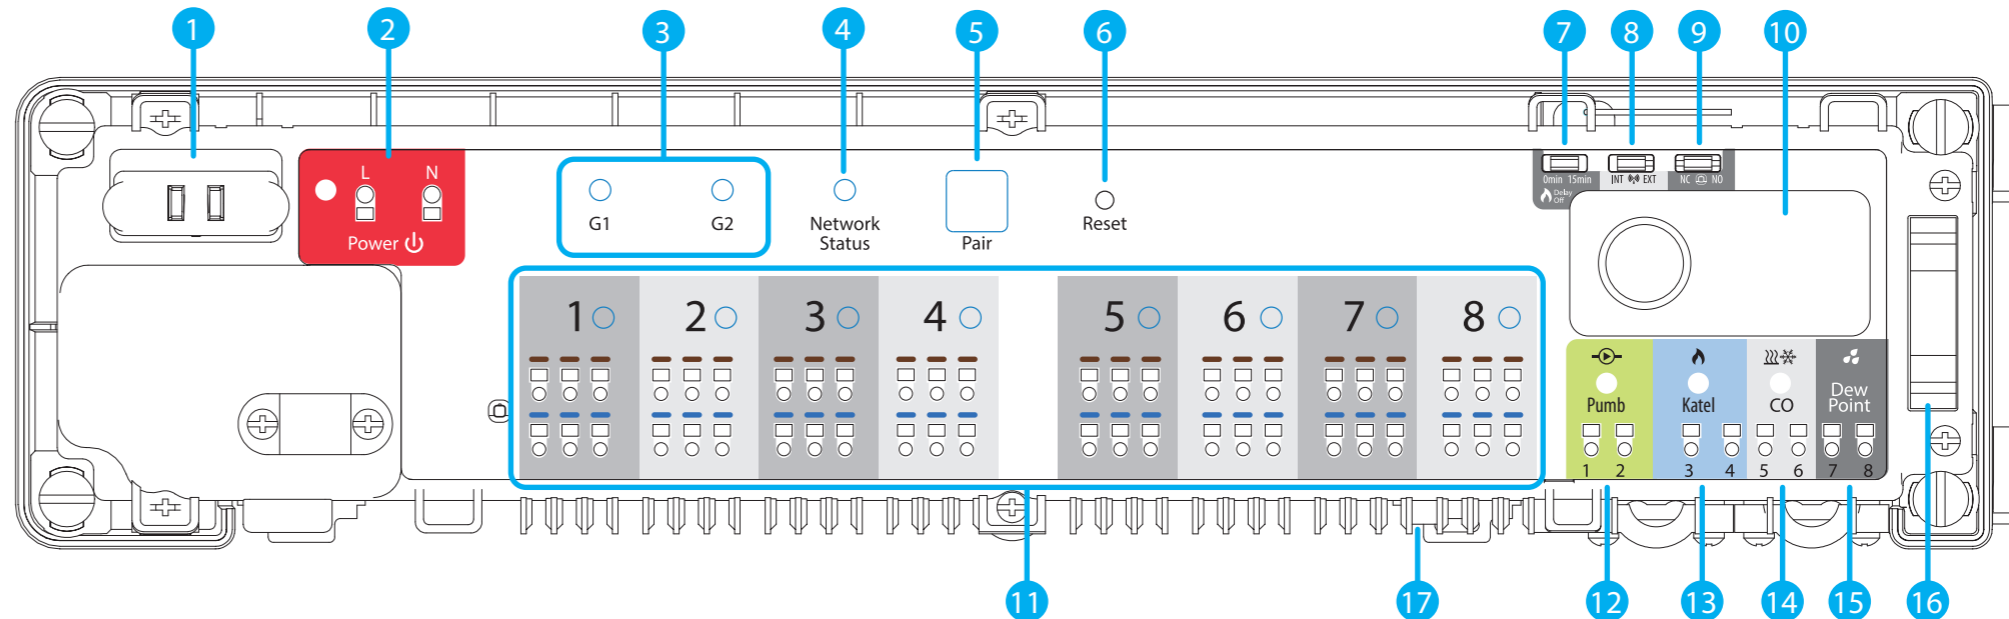 1 2 3 4 5 6 7 8 9 10
L N
Power
G1 G2
Network
Status
Pair
Reset
0min 15min
Delay
Off
INT EXT
NC NO
1 2 3 4 5 6 7 8
Pumb Katel CO Dew
Point
1 2 3 4 5 6 7 8
11 17 12 13 14 15 16